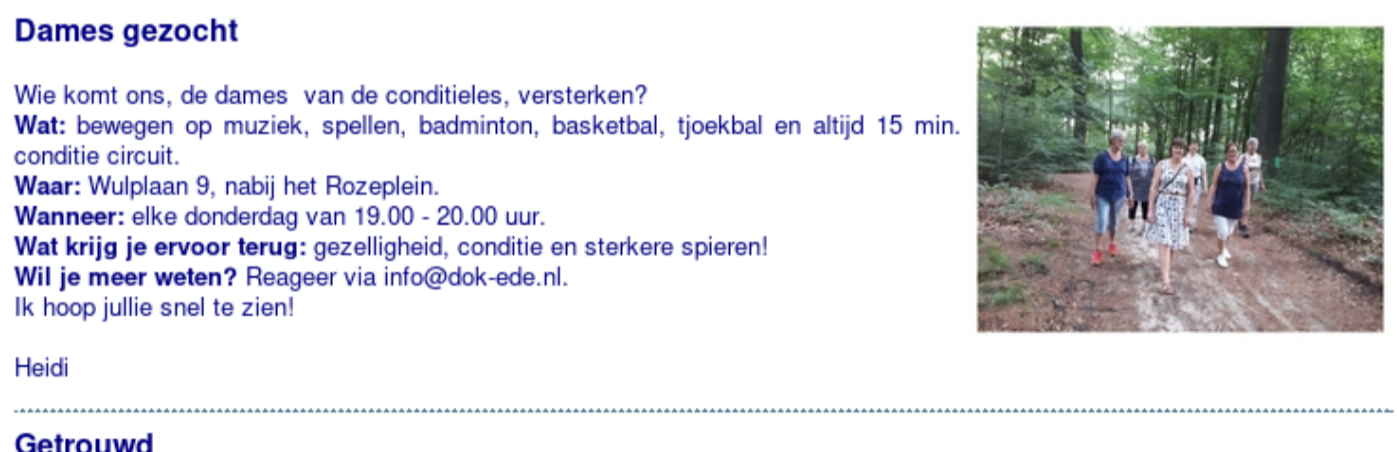 Dames gezocht
Wie komt ons, de dames  van de conditieles, versterken?
Wat: bewegen op muziek, spellen, badminton, basketbal, tjoekbal en altijd 15 min.
conditie circuit.
Waar: Wulplaan 9, nabij het Rozeplein.
Wanneer: elke donderdag van 19.00 - 20.00 uur.
Wat krijg je ervoor terug: gezelligheid, conditie en sterkere spieren!
Wil je meer weten? Reageer via info@dok-ede.nl.
Ik hoop jullie snel te zien!
Heidi
Getrouwd